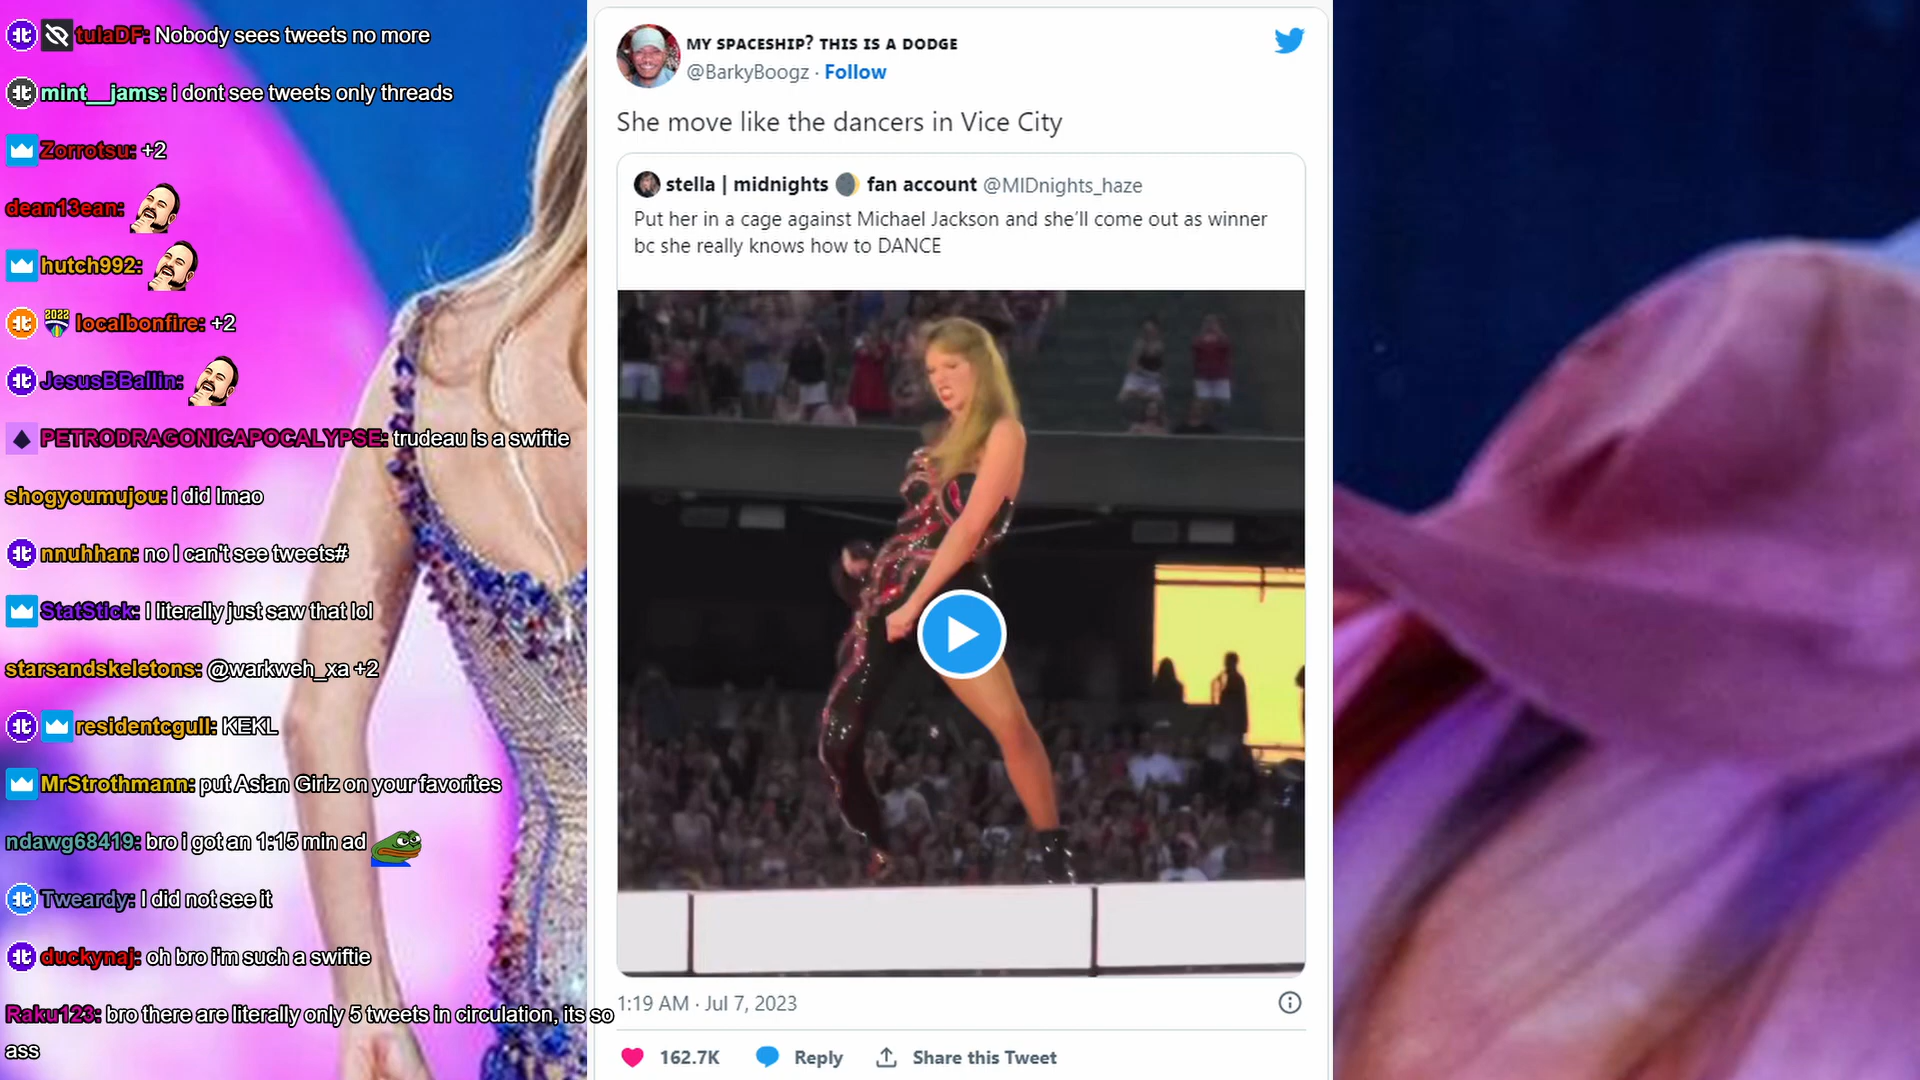 tulaDF: Nobody sees tweets no more
mint__jams: i dont see tweets only threads
Zorrotsu: +2
dean13ean:
hutch992:
2022 localbonfire: +2
JesusBBallin:
PETRODRAGONICAPOCALYPSE: trudeau is a swiftie
shogyoumujou: i did lmao
nnuhhan: no I can't see tweets#
StatStick: I literally just saw that lol
starsandskeletons: @warkweh_xa +2
residentcgull: KEKL
MrStrothmann: put Asian Girlz on your favorites
ndawg68419: bro i got an 1:15 min ad
Tweardy: I did not see it
duckynaj: oh bro i'm such a swiftie
Raku123: bro there are literally only 5 tweets in circulation, its so
ass
MY SPACESHIP? THIS IS A DODGE
@BarkyBoogz · Follow
She move like the dancers in Vice City
stella | midnights fan account @MIDnights_haze
Put her in a cage against Michael Jackson and she'll come out as winner
bc she really knows how to DANCE
1:19 AM · Jul 7, 2023
162.7K Reply Share this Tweet